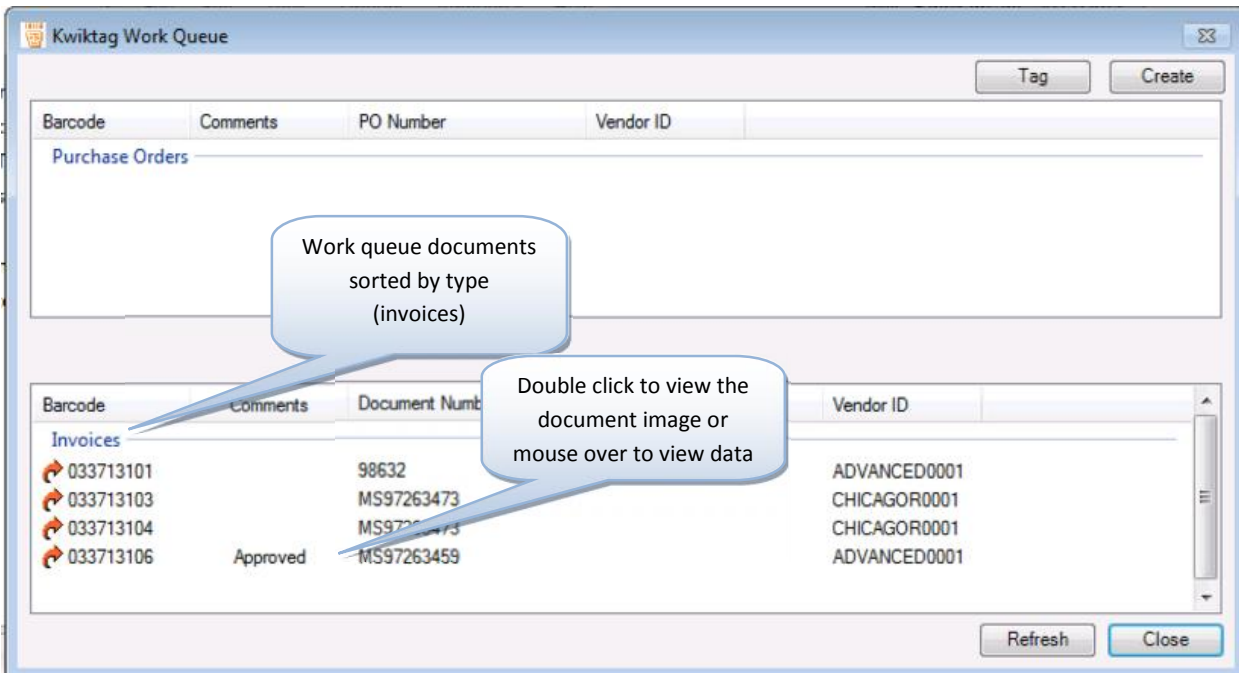 Kwiktag Work Queue
Tag Create
Barcode Comments PO Number Vendor ID
Purchase Orders
Work queue documents
sorted by type
(invoices)
Double click to view the
document image or
mouse over to view data
Barcode Comments Document Numb Vendor ID
Invoices
033713101 98632 ADVANCED0001
033713103 MS97263473 CHICAGOR0001
033713104 MS97263473 CHICAGOR0001
033713106 Approved MS97263459 ADVANCED0001
Refresh Close